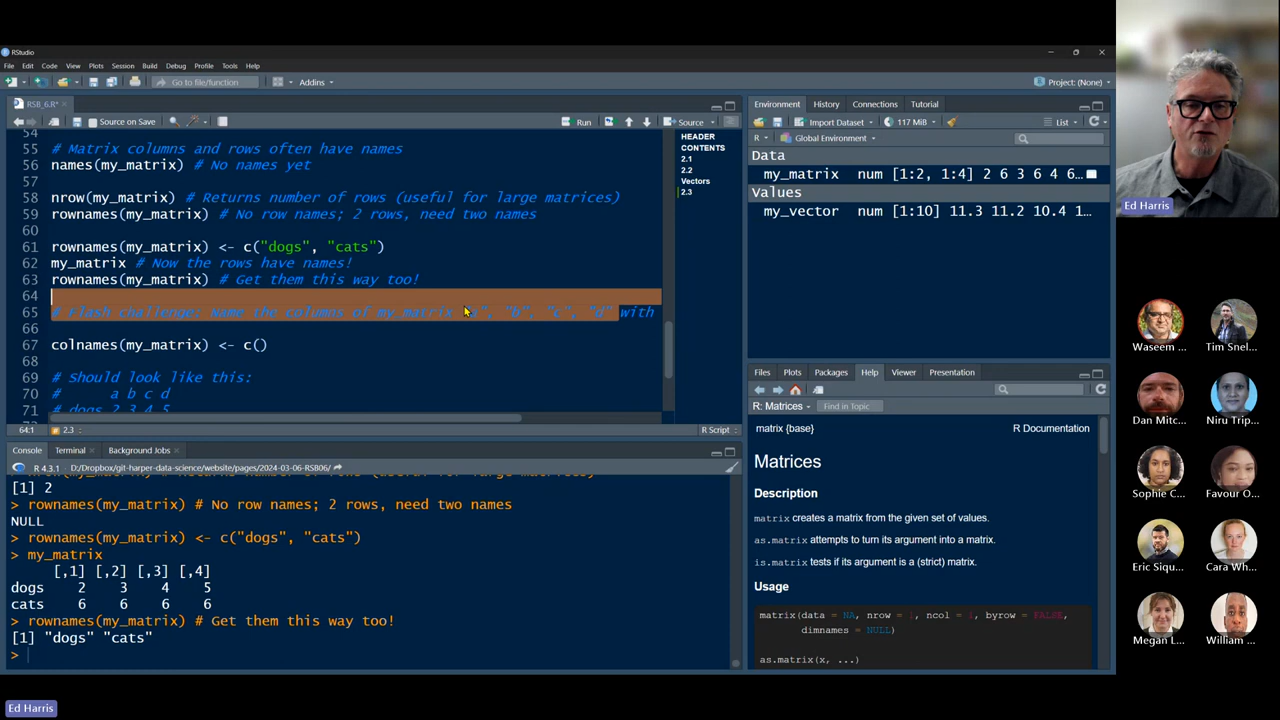 RStudio
File Edit Code View Plots Session Build Debug Profile Tools Help
Go to file/function Addins Project: (None)
RSB_6.R*
Source on Save Run Source
54
55 # Matrix columns and rows often have names
56 names(my_matrix) # No names yet
57
58 nrow(my_matrix) # Returns number of rows (useful for large matrices)
59 rownames(my_matrix) # No row names; 2 rows, need two names
60
61 rownames(my_matrix) <- c("dogs", "cats")
62 my_matrix # Now the rows have names!
63 rownames(my_matrix) # Get them this way too!
64
65 # Flash challenge: Name the columns of my_matrix "b", "c", "d" with
66
67 colnames(my_matrix) <- c()
68
69 # Should look like this:
70 # a b c d
71 # dogs 2 3 4 5
64:1 2.3 R Script
HEADER
CONTENTS
2.1
2.2
Vectors
2.3
Console Terminal Background Jobs
R 4.3.1 · D:/Dropbox/git-harper-data-science/website/pages/2024-03-06-RSB06/
[1] 2
> rownames(my_matrix) # No row names; 2 rows, need two names
NULL
> rownames(my_matrix) <- c("dogs", "cats")
> my_matrix
[,1] [,2] [,3] [,4]
dogs 2 3 4 5
cats 6 6 6 6
> rownames(my_matrix) # Get them this way too!
[1] "dogs" "cats"
>
Environment History Connections Tutorial
Import Dataset 117 MiB List
R Global Environment
Data
my_matrix num [1:2, 1:4] 2 6 3 6 4 6…
Values
my_vector num [1:10] 11.3 11.2 10.4 1…
Files Plots Packages Help Viewer Presentation
R: Matrices Find in Topic
matrix {base} R Documentation
Matrices
Description
matrix creates a matrix from the given set of values.
as.matrix attempts to turn its argument into a matrix.
is.matrix tests if its argument is a (strict) matrix.
Usage
matrix(data = NA, nrow = 1, ncol = 1, byrow = FALSE,
dimnames = NULL)
as.matrix(x, ...)
Ed Harris
Waseem ... Tim Snel...
Dan Mitc... Niru Trip...
Sophie C... Favour O...
Eric Siqu... Cara Wh...
Megan L... William ...
Ed Harris